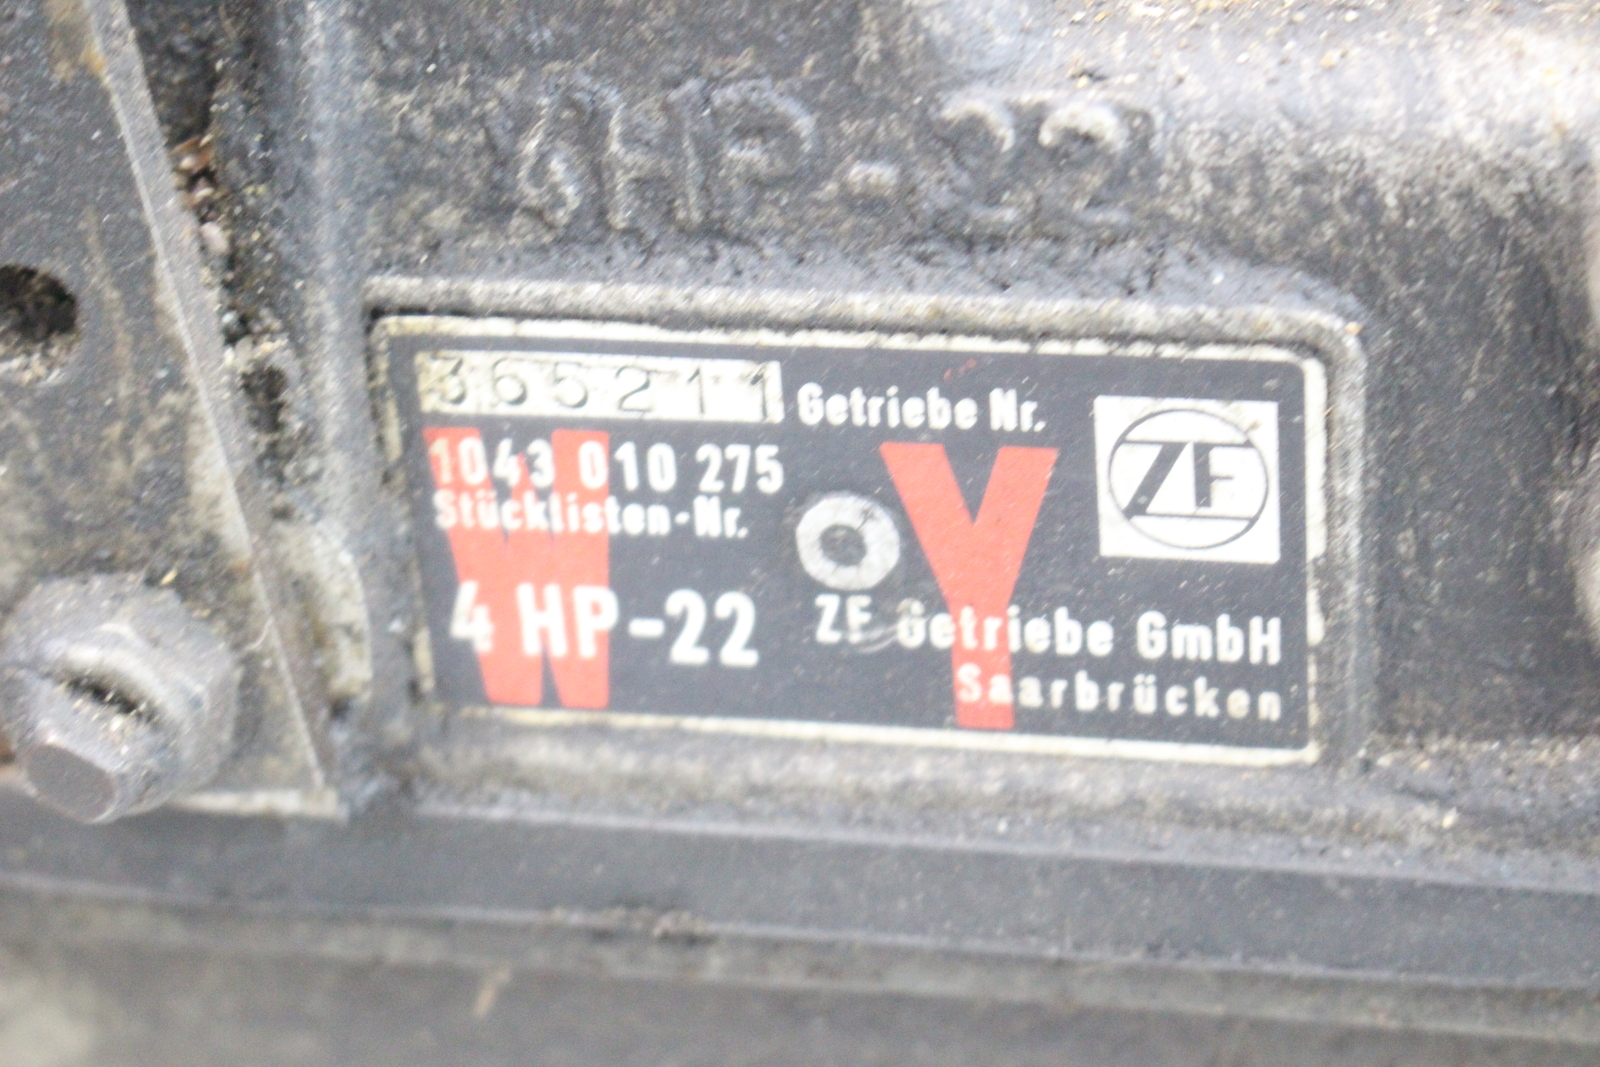 4HP-22
365211 Getriebe Nr.
1043 010 275
Stücklisten-Nr.
W
Y
ZF
4 HP-22
ZF Getriebe GmbH
Saarbrücken